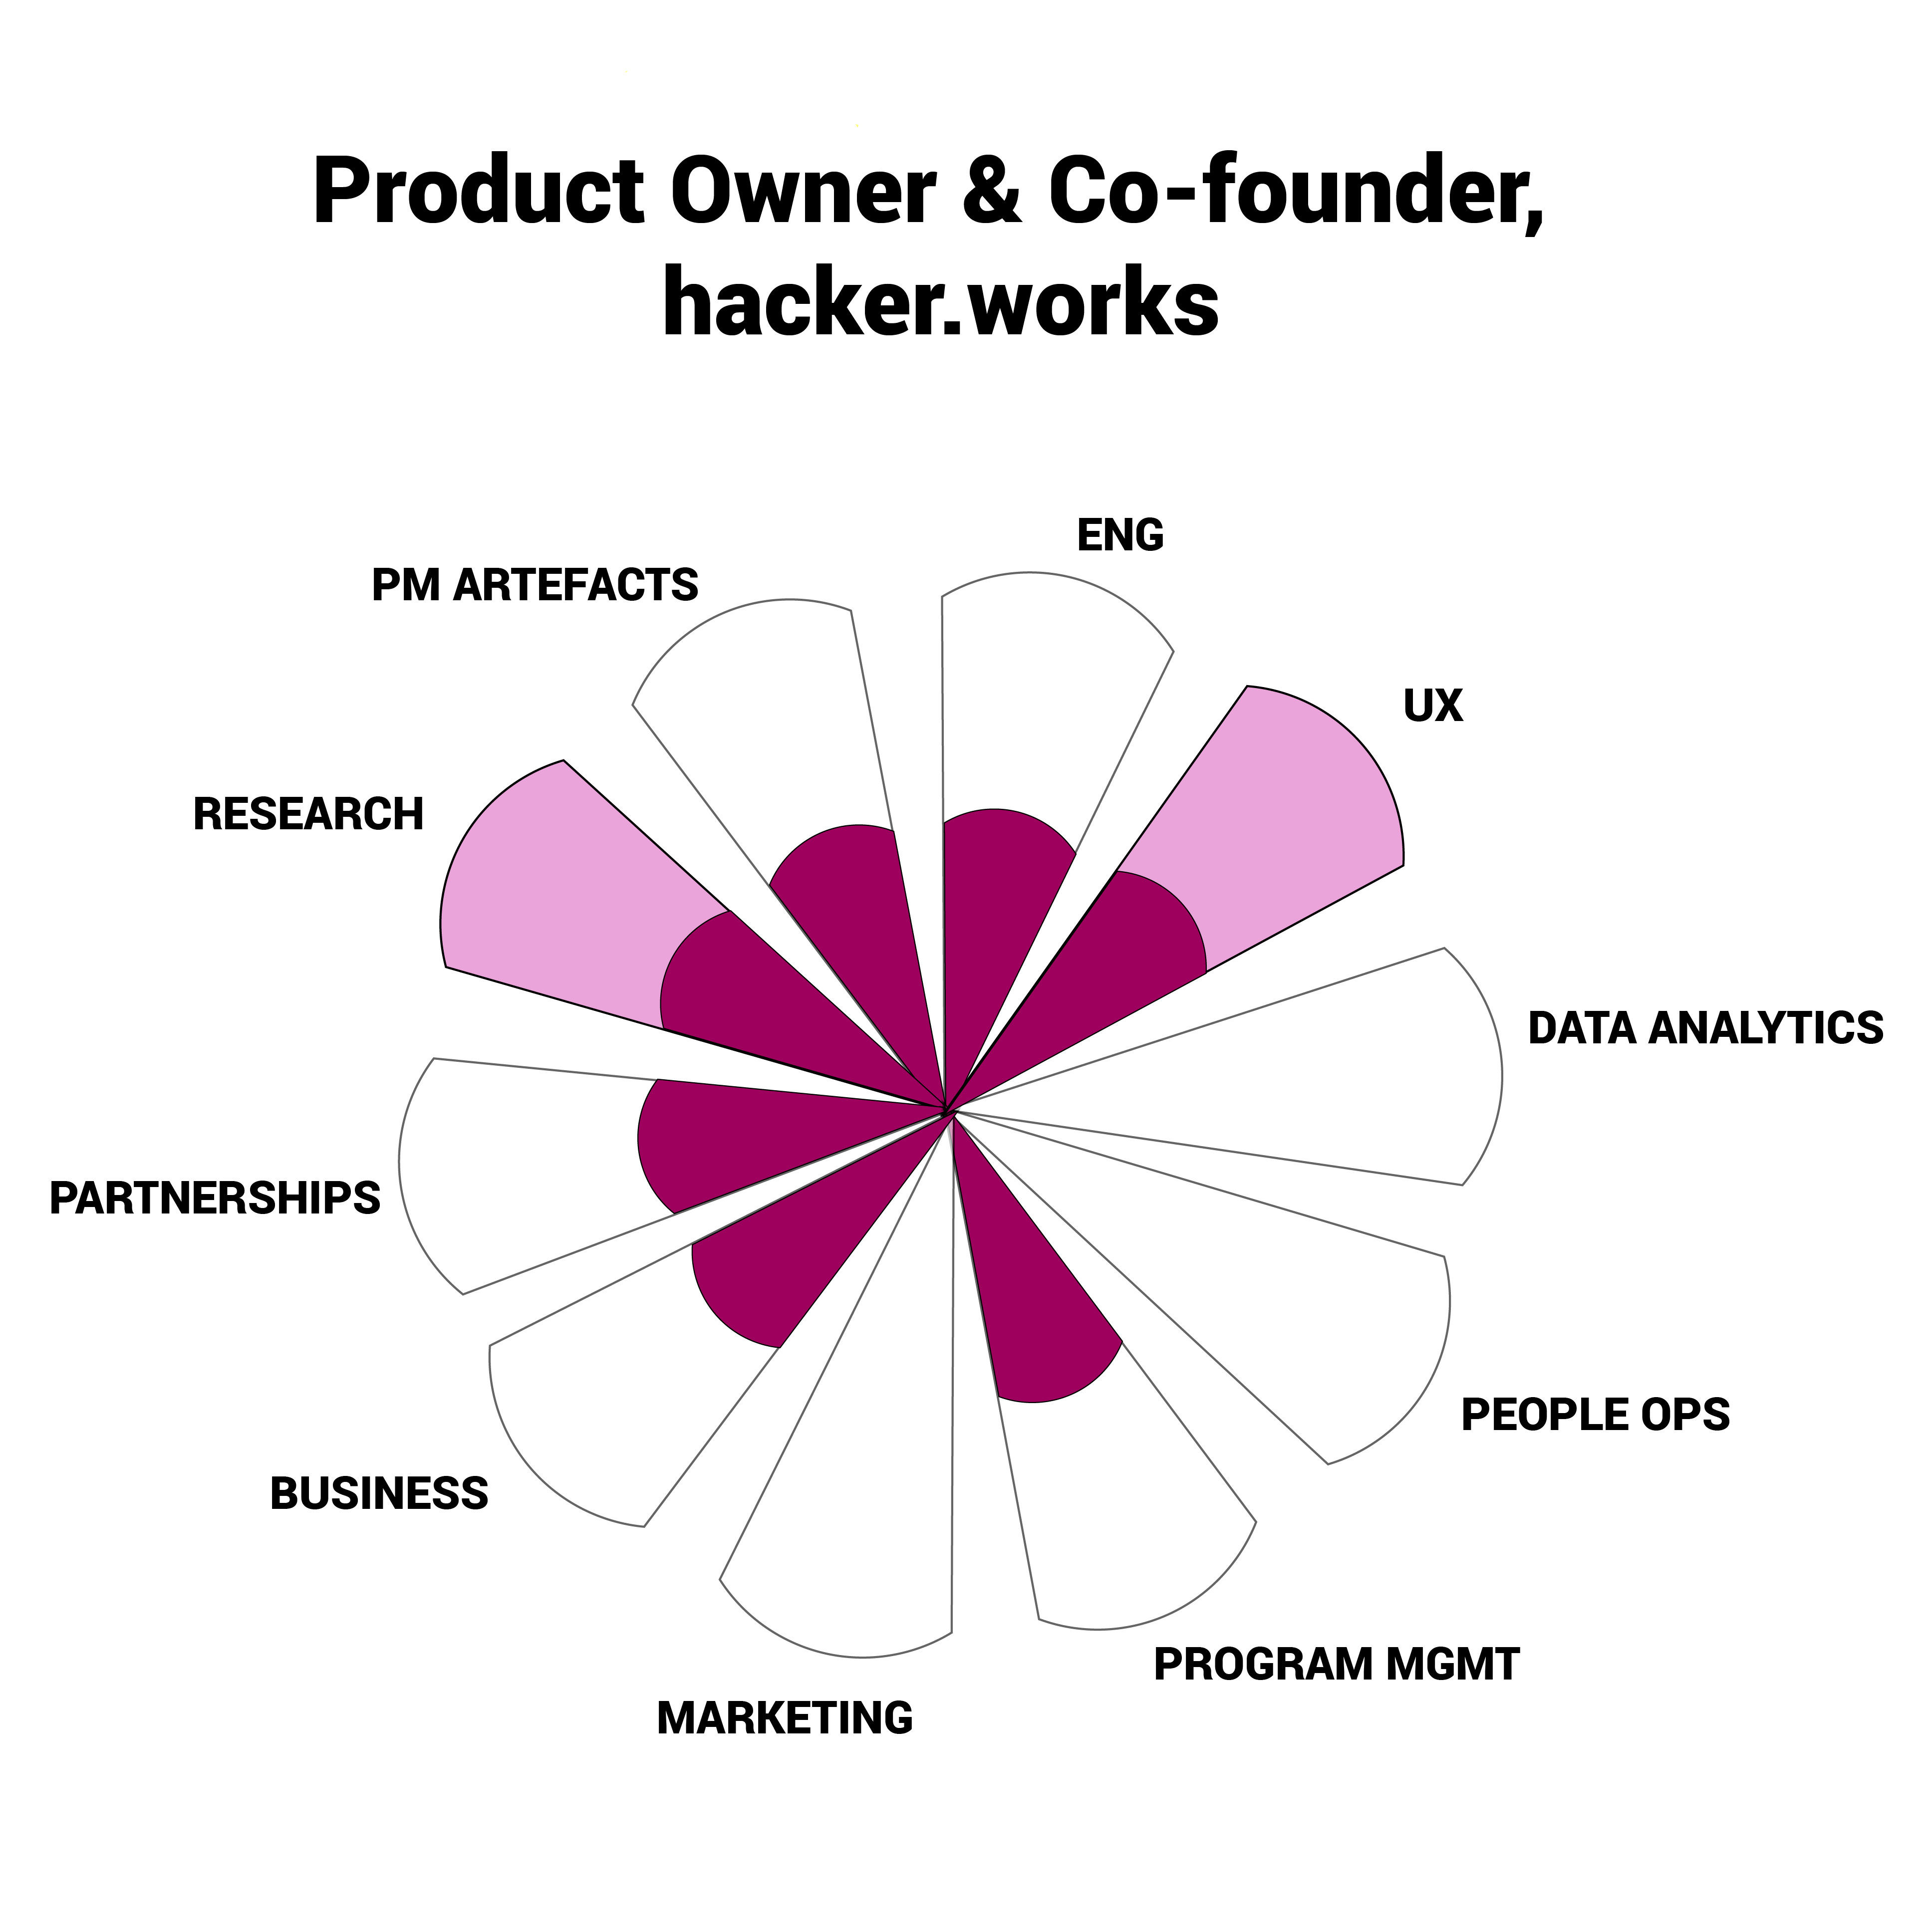 Product Owner & Co-founder,
hacker.works
ENG
PM ARTEFACTS
UX
RESEARCH
DATA ANALYTICS
PARTNERSHIPS
PEOPLE OPS
BUSINESS
PROGRAM MGMT
MARKETING